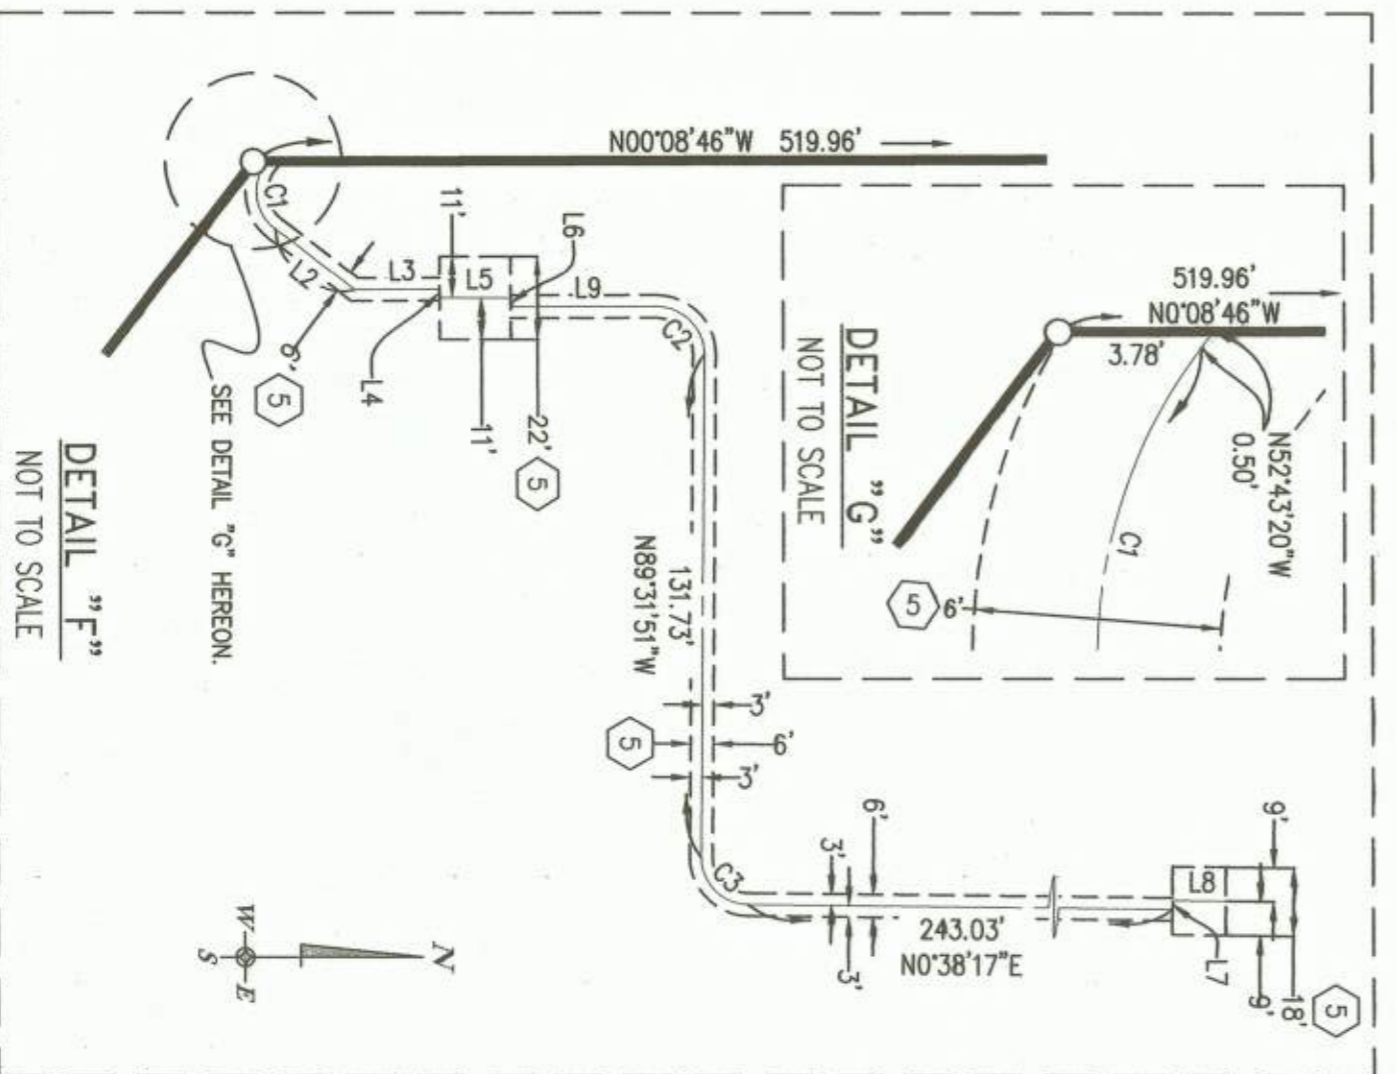 N00°08'46"W 519.96'
C1
L2
L3
11'
L5
L6
L9
C2
L4
11'
22'
5
6'
5
SEE DETAIL "G" HEREON.
DETAIL "F"
NOT TO SCALE
519.96'
N0°08'46"W
3.78'
N52°43'20"W
0.50'
C1
5
6'
DETAIL "G"
NOT TO SCALE
131.73'
N89°31'51"W
3'
6'
3'
5
C3
3'
6'
3'
243.03'
N0°38'17"E
9'
L8
L7
9'
18'
5
N
W
E
S